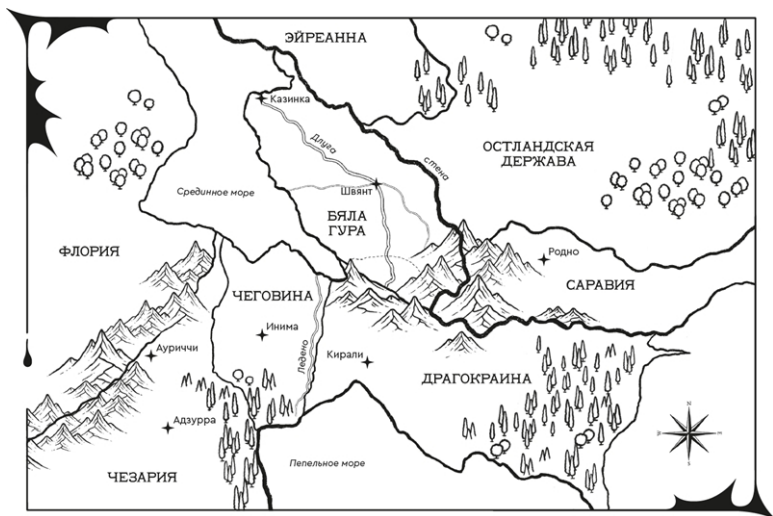 ЭЙРЕАННА
Казинка
Длуга
стена
ОСТЛАНДСКАЯ
ДЕРЖАВА
Срединное море
Швянт
БЯЛА
ГУРА
ФЛОРИЯ
Родно
САРАВИЯ
ЧЕГОВИНА
Инима
Ледено
Кирали
Ауриччи
ДРАГОКРАИНА
Адзурра
ЧЕЗАРИЯ
Пепельное море